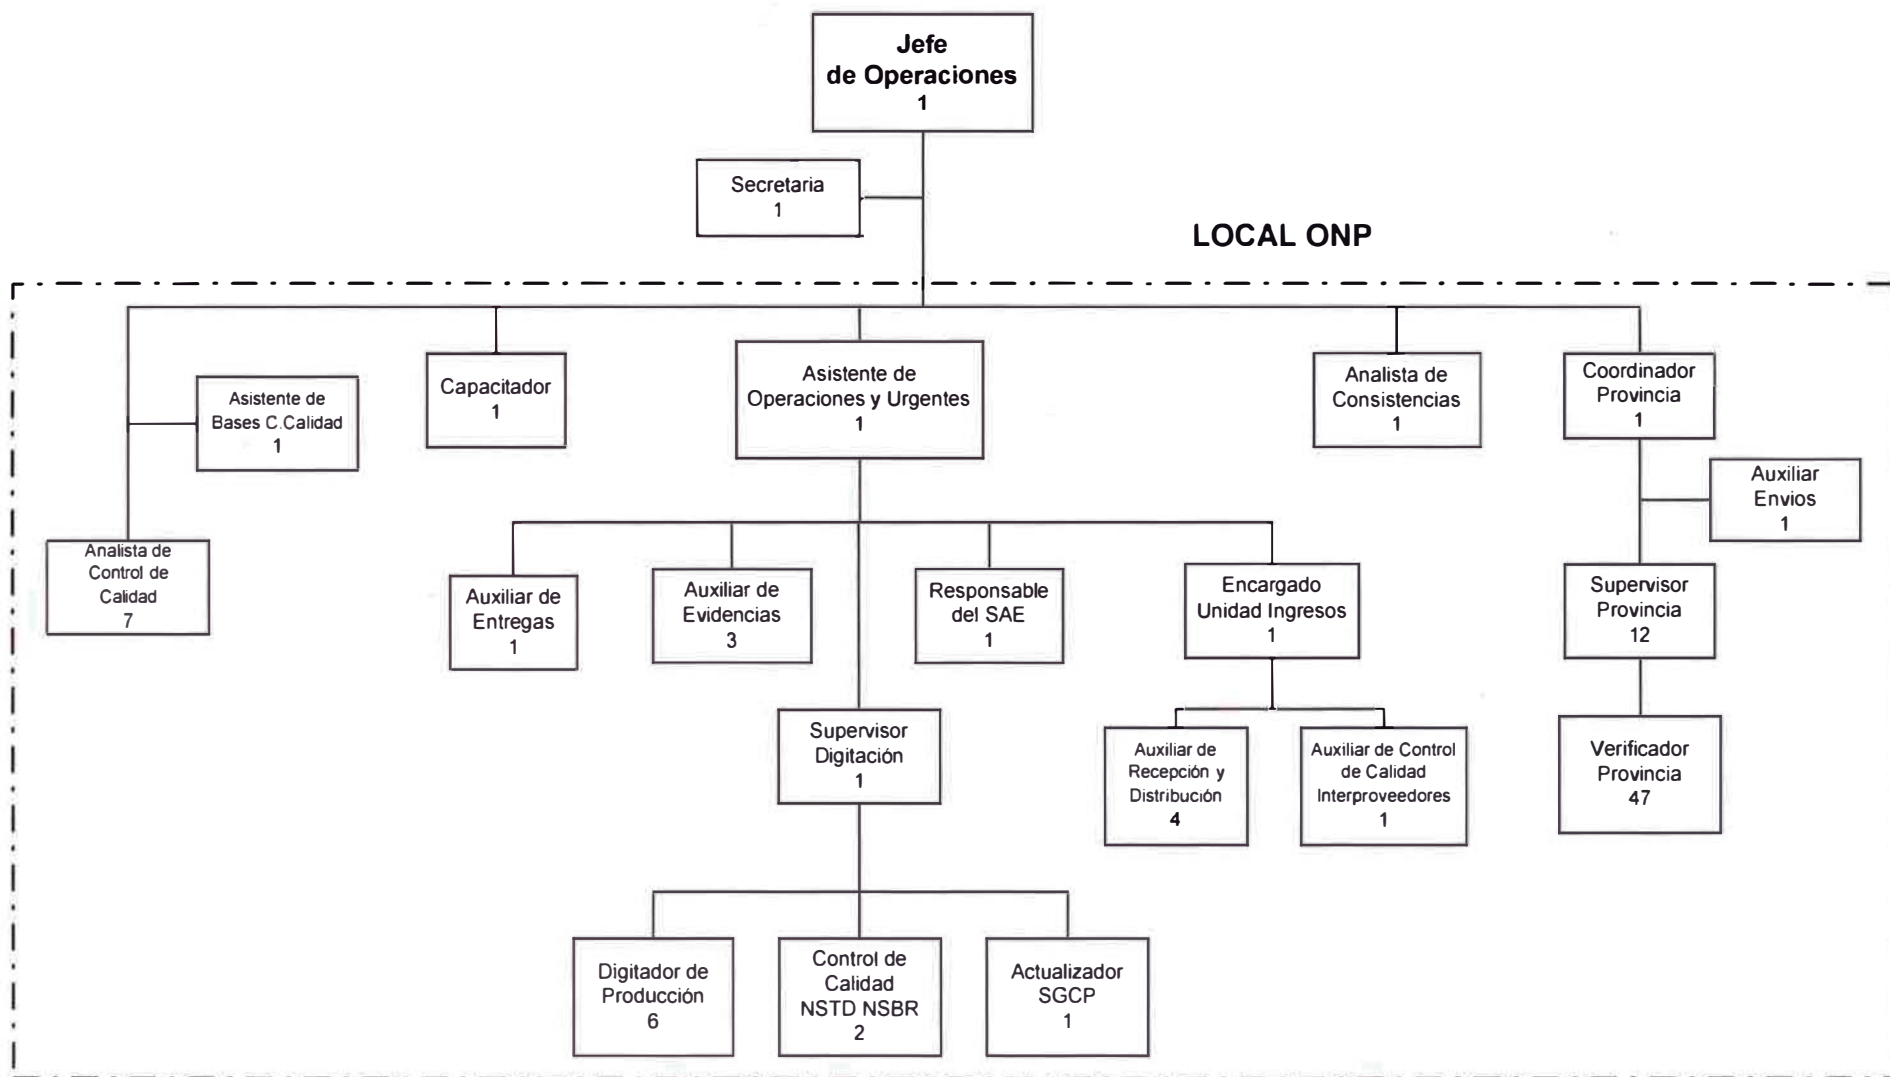 Jefe
de Operaciones
1
Secretaria
1
LOCAL ONP
Asistente de
Bases C.Calidad
1
Analista de
Control de
Calidad
7
Capacitador
1
Asistente de
Operaciones y Urgentes
1
Analista de
Consistencias
1
Coordinador
Provincia
1
Auxiliar
Envios
1
Auxiliar de
Entregas
1
Auxiliar de
Evidencias
3
Responsable
del SAE
1
Encargado
Unidad Ingresos
1
Supervisor
Provincia
12
Supervisor
Digitación
1
Auxiliar de
Recepción y
Distribución
4
Auxiliar de Control
de Calidad
Interproveedores
1
Verificador
Provincia
47
Digitador de
Producción
6
Control de
Calidad
NSTD NSBR
2
Actualizador
SGCP
1